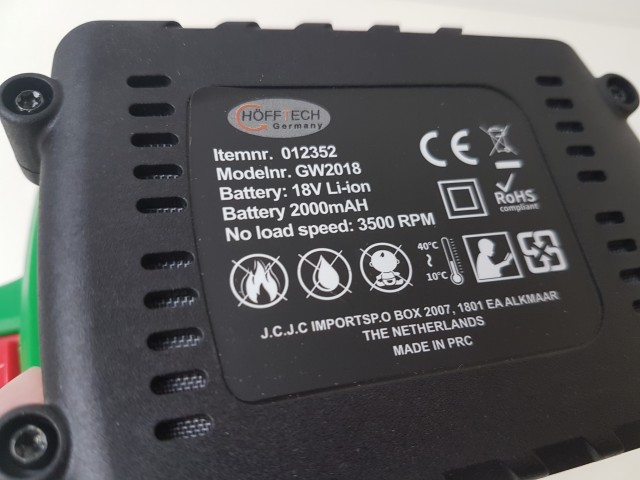 HÖFFTECH
Germany
Itemnr. 012352
Modelnr. GW2018
Battery: 18V Li-ion
Battery 2000mAH
No load speed: 3500 RPM
CE
RoHS
compliant
40°C
~
10°C
J.C.J.C IMPORTSP.O BOX 2007, 1801 EA ALKMAAR
THE NETHERLANDS
MADE IN PRC